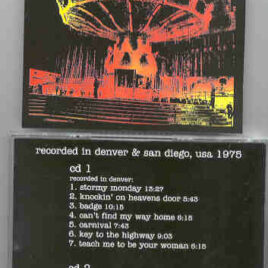 recorded in denver & san diego, usa 1975
cd 1
recorded in denver:
1. stormy monday 13:27
2. knockin' on heavens door 5:43
3. badge 10:15
4. can't find my way home 6:15
5. carnival 7:43
6. key to the highway 9:03
7. teach me to be your woman 6:15